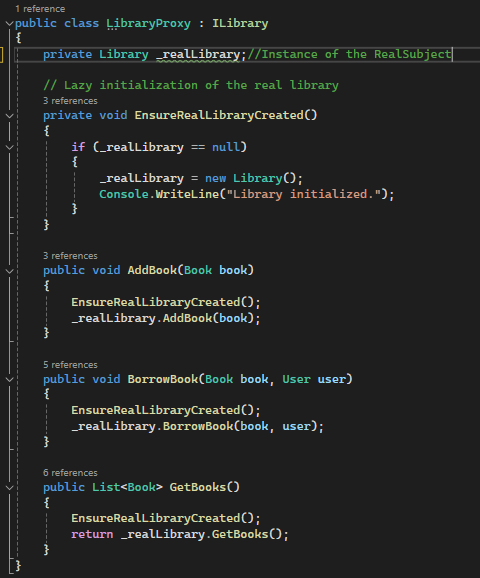 1 reference
public class LibraryProxy : ILibrary
{
    private Library _realLibrary;//Instance of the RealSubject

    // Lazy initialization of the real library
    3 references
    private void EnsureRealLibraryCreated()
    {
        if (_realLibrary == null)
        {
            _realLibrary = new Library();
            Console.WriteLine("Library initialized.");
        }
    }

    3 references
    public void AddBook(Book book)
    {
        EnsureRealLibraryCreated();
        _realLibrary.AddBook(book);
    }

    5 references
    public void BorrowBook(Book book, User user)
    {
        EnsureRealLibraryCreated();
        _realLibrary.BorrowBook(book, user);
    }

    6 references
    public List<Book> GetBooks()
    {
        EnsureRealLibraryCreated();
        return _realLibrary.GetBooks();
    }
}